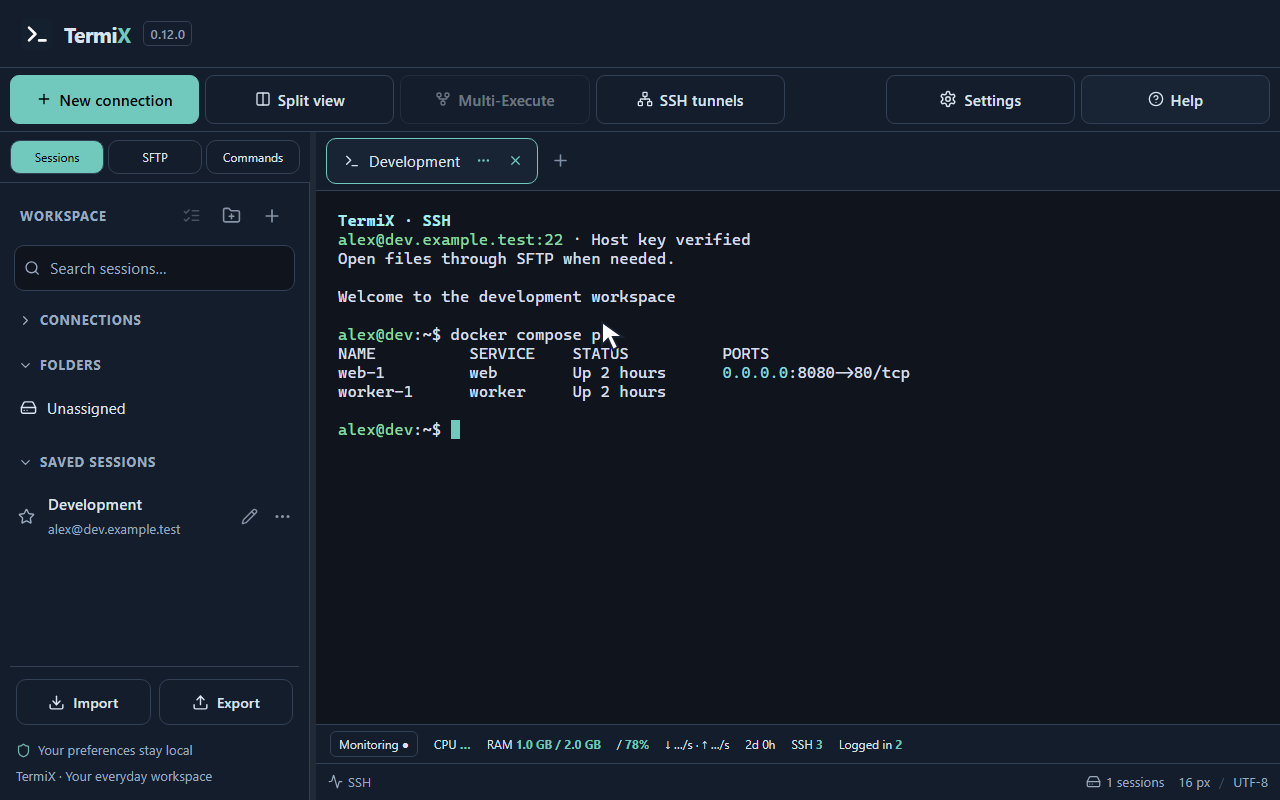 TermiX 0.12.0
New connection Split view Multi-Execute SSH tunnels Settings Help
Sessions SFTP Commands
Development ··· ×
WORKSPACE
Search sessions...
CONNECTIONS
FOLDERS
Unassigned
SAVED SESSIONS
Development
alex@dev.example.test
Import Export
Your preferences stay local
TermiX · Your everyday workspace
TermiX · SSH
alex@dev.example.test:22 · Host key verified
Open files through SFTP when needed.
Welcome to the development workspace
alex@dev:~$ docker compose
NAME SERVICE STATUS PORTS
web-1 web Up 2 hours 0.0.0.0:8080->80/tcp
worker-1 worker Up 2 hours
alex@dev:~$
Monitoring ● CPU ... RAM 1.0 GB / 2.0 GB / 78% ↓ .../s · ↑ .../s 2d 0h SSH 3 Logged in 2
SSH 1 sessions 16 px / UTF-8